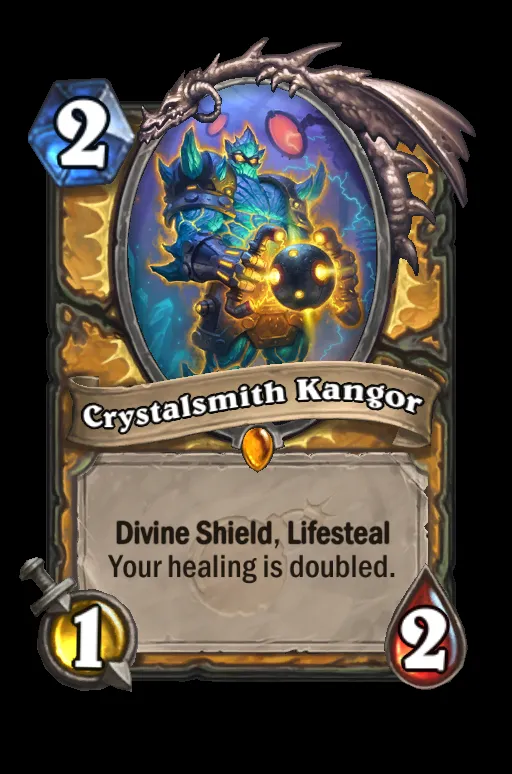 2
Crystalsmith Kangor
Divine Shield, Lifesteal
Your healing is doubled.
1
2